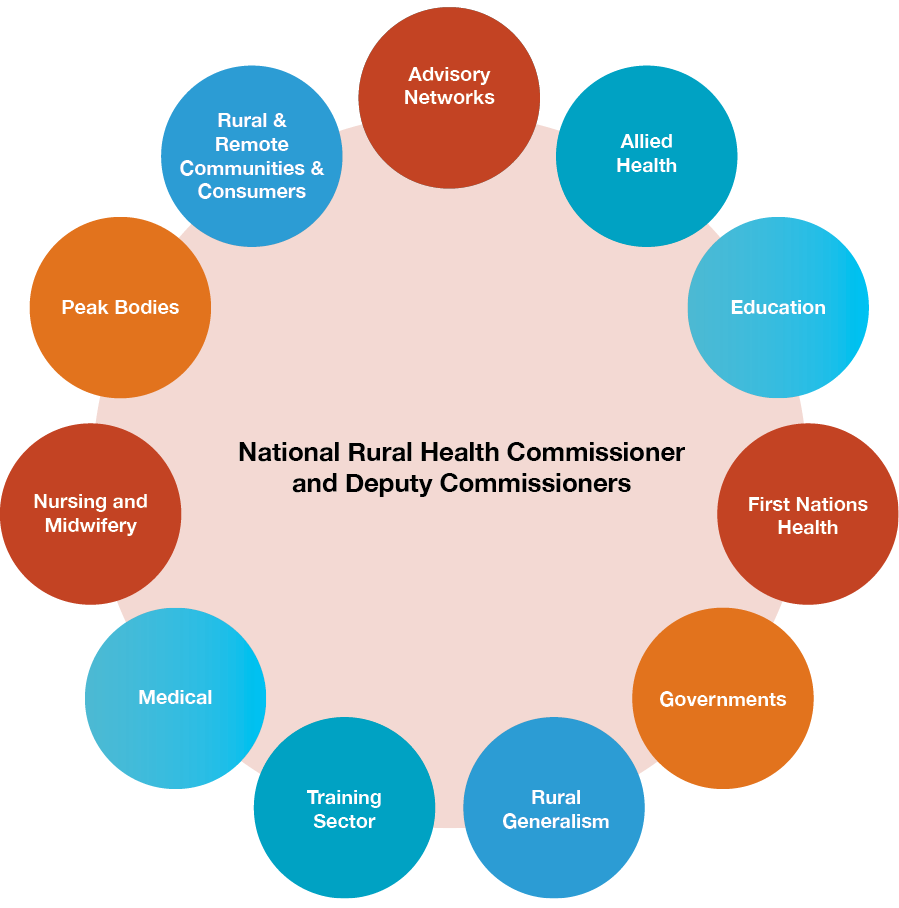 Advisory
Networks
Allied
Health
Education
First Nations
Health
Governments
Rural
Generalism
Training
Sector
Medical
Nursing and
Midwifery
Peak Bodies
Rural &
Remote
Communities &
Consumers
National Rural Health Commissioner
and Deputy Commissioners